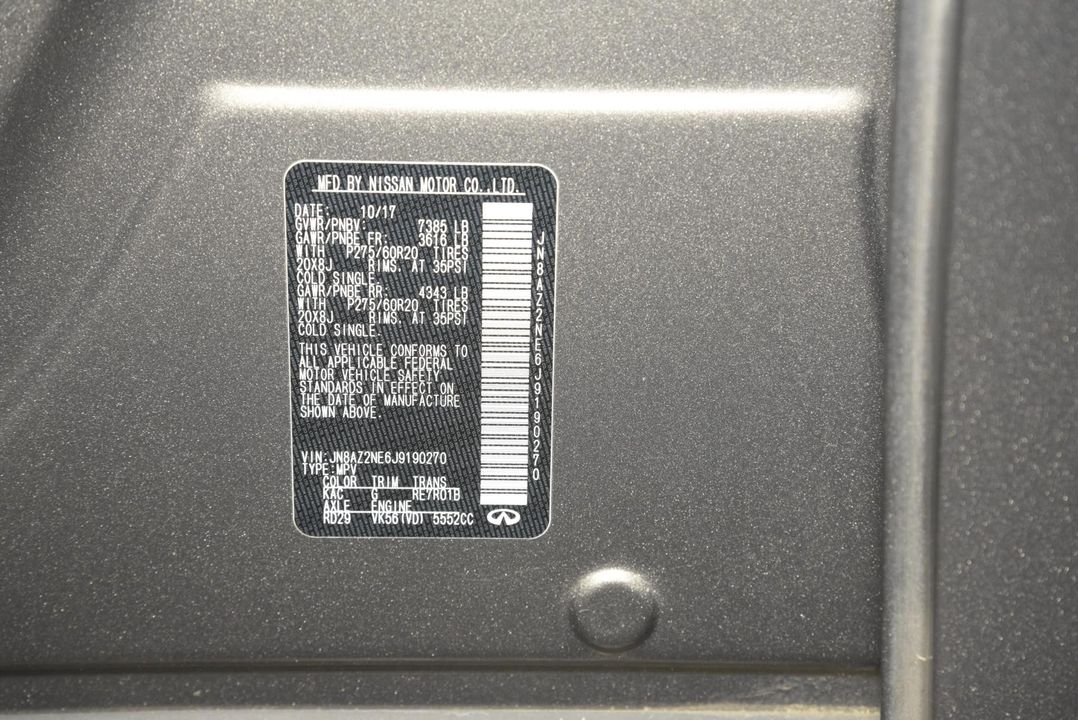 MFD BY NISSAN MOTOR CO.,LTD.
DATE: 10/17
GVWR/PNBV: 7385 LB
GAWR/PNBE FR: 3616 LB
WITH P275/60R20 TIRES
20X8J RIMS. AT 35PSI
COLD SINGLE.
GAWR/PNBE RR: 4343 LB
WITH P275/60R20 TIRES
20X8J RIMS. AT 35PSI
COLD SINGLE.
THIS VEHICLE CONFORMS TO
ALL APPLICABLE FEDERAL
MOTOR VEHICLE SAFETY
STANDARDS IN EFFECT ON
THE DATE OF MANUFACTURE
SHOWN ABOVE.
VIN:JN8AZ2NE6J9190270
TYPE:MPV
COLOR TRIM TRANS
KAC G RE7R01B
AXLE ENGINE
RD29 VK56(VD) 5552CC
JN8AZ2NE6J9190270